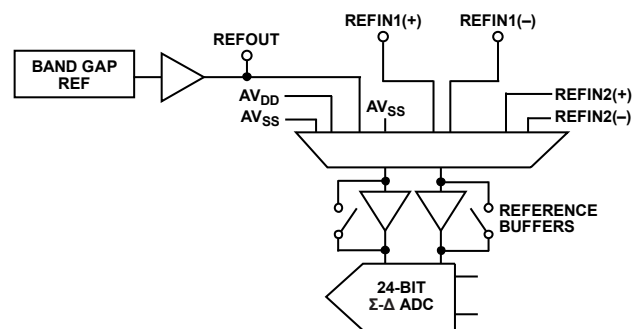 REFIN1(+)
REFIN1(–)
REFOUT
BAND GAP
REF
AVDD
AVSS
AVSS
REFIN2(+)
REFIN2(–)
REFERENCE
BUFFERS
24-BIT
Σ-Δ ADC